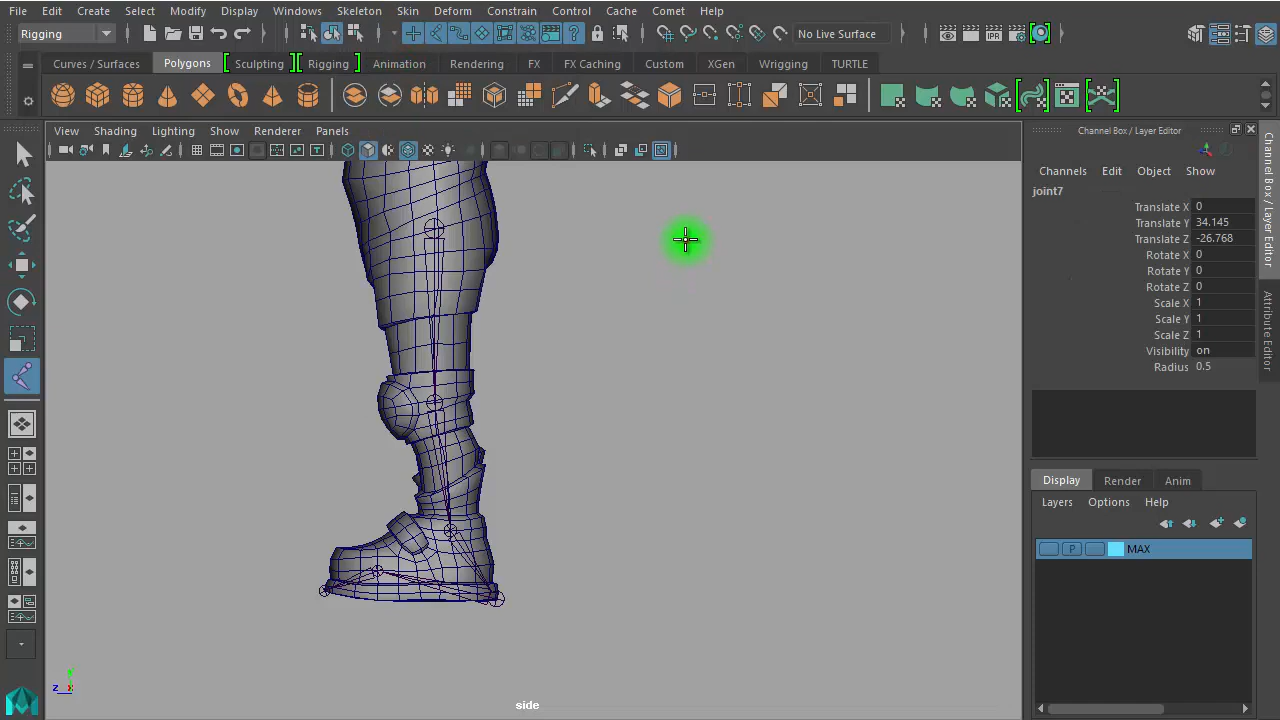 File Edit Create Select Modify Display Windows Skeleton Skin Deform Constrain Control Cache Comet Help
Rigging
No Live Surface
Curves / Surfaces Polygons Sculpting Rigging Animation Rendering FX FX Caching Custom XGen Wrigging TURTLE
View Shading Lighting Show Renderer Panels
Channel Box / Layer Editor
Channels Edit Object Show
joint7
Translate X 0
Translate Y 34.145
Translate Z -26.768
Rotate X 0
Rotate Y 0
Rotate Z 0
Scale X 1
Scale Y 1
Scale Z 1
Visibility on
Radius 0.5
Channel Box / Layer Editor
Attribute Editor
Display Render Anim
Layers Options Help
P MAX
z
side